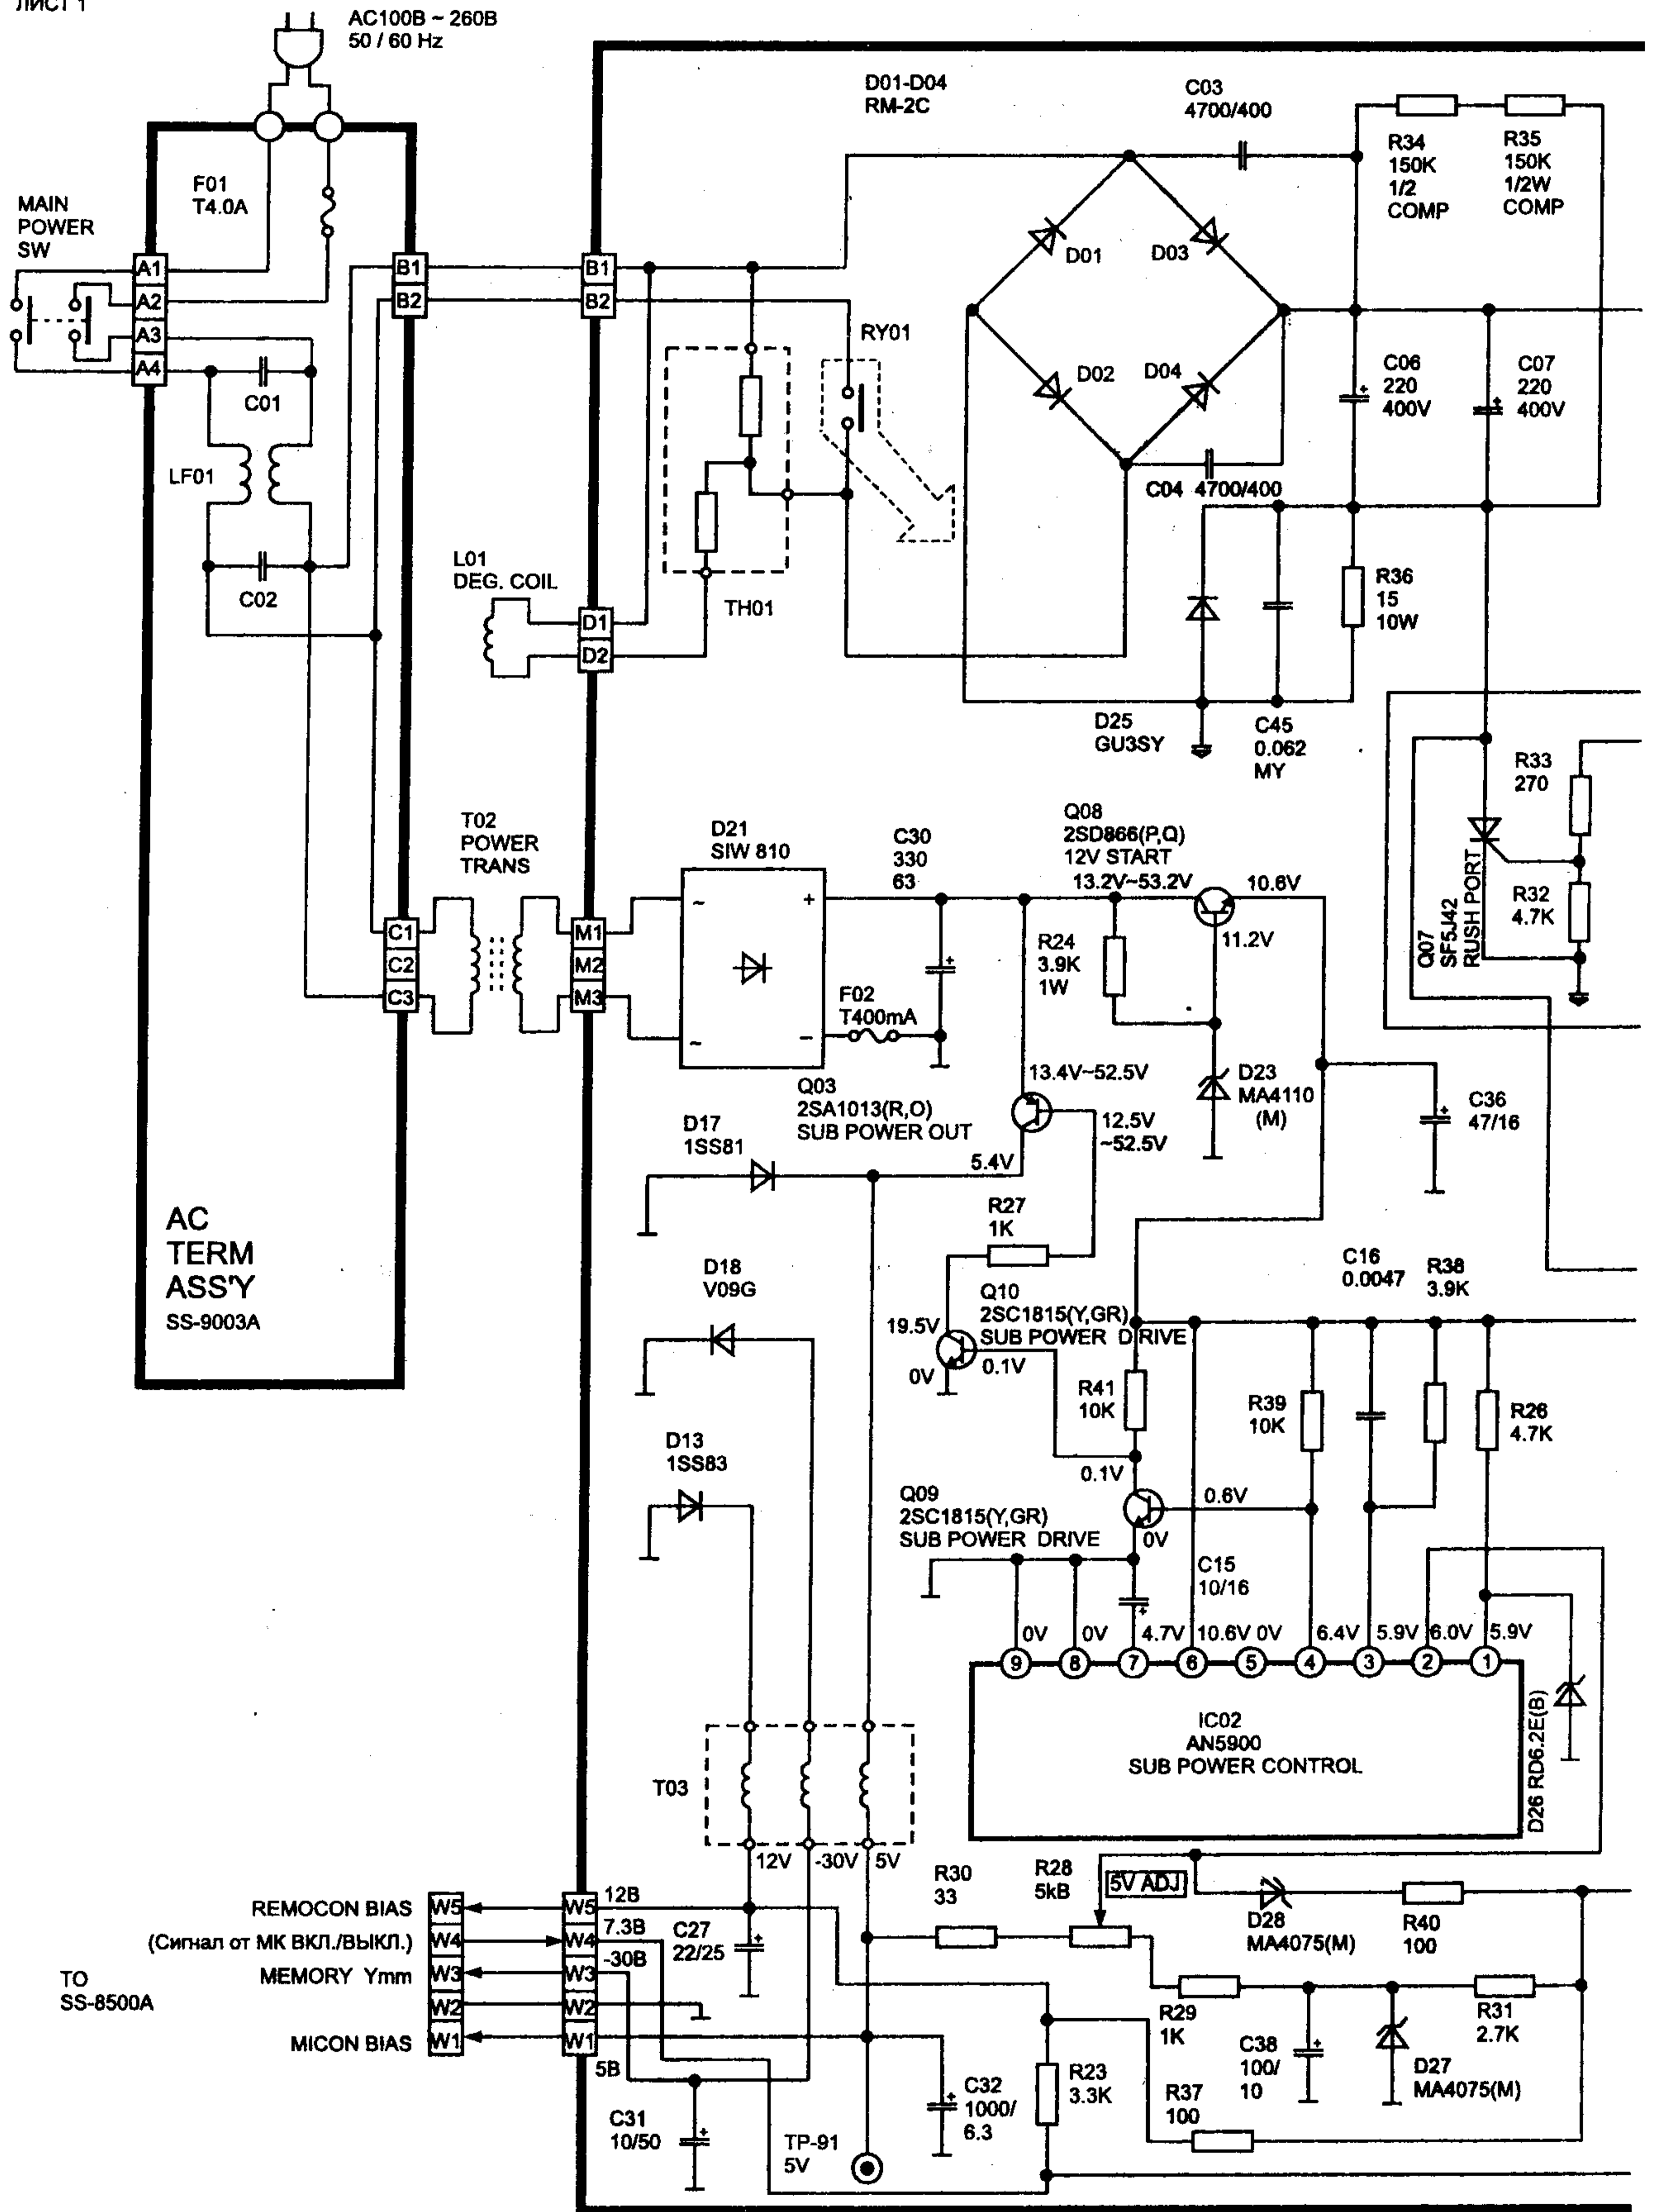 ЛИСТ 1
AC100В ~ 260В
50 / 60 Hz
D01-D04
RM-2C
C03
4700/400
R34
150K
1/2
COMP
R35
150K
1/2W
COMP
F01
T4.0A
MAIN
POWER
SW
A1
A2
A3
A4
B1
B2
B1
B2
D01
D03
D02
D04
RY01
C06
220
400V
C07
220
400V
C01
LF01
C02
C04 4700/400
L01
DEG. COIL
D1
D2
TH01
R36
15
10W
D25
GU3SY
C45
0.062
MY
R33
270
R32
4.7K
Q07
SF5J42
RUSH PORT
T02
POWER
TRANS
C1
C2
C3
M1
M2
M3
D21
SIW 810
~
+
~
−
C30
330
63
F02
T400mA
Q08
2SD866(P,Q)
12V START
13.2V~53.2V
10.6V
11.2V
R24
3.9K
1W
D23
MA4110
(M)
C36
47/16
13.4V~52.5V
Q03
2SA1013(R,O)
SUB POWER OUT
12.5V
~52.5V
5.4V
D17
1SS81
R27
1K
AC
TERM
ASS'Y
SS-9003A
D18
V09G
Q10
2SC1815(Y,GR)
SUB POWER DRIVE
19.5V
0V
0.1V
C16
0.0047
R38
3.9K
R41
10K
R39
10K
R26
4.7K
D13
1SS83
0.1V
0.6V
0V
Q09
2SC1815(Y,GR)
SUB POWER DRIVE
C15
10/16
0V
0V
4.7V
10.6V
0V
6.4V
5.9V
6.0V
5.9V
9
8
7
6
5
4
3
2
1
IC02
AN5900
SUB POWER CONTROL
D26 RD6.2E(B)
T03
12V
-30V
5V
R30
33
R28
5kB
5V ADJ
D28
MA4075(M)
R40
100
REMOCON BIAS
W5
W5
12В
(Сигнал от МК ВКЛ./ВЫКЛ.)
W4
W4
7.3В
MEMORY Ymm
W3
W3
-30В
TO
SS-8500A
W2
W2
MICON BIAS
W1
W1
5В
C27
22/25
R29
1K
C38
100/
10
R31
2.7K
D27
MA4075(M)
C31
10/50
TP-91
5V
C32
1000/
6.3
R23
3.3K
R37
100